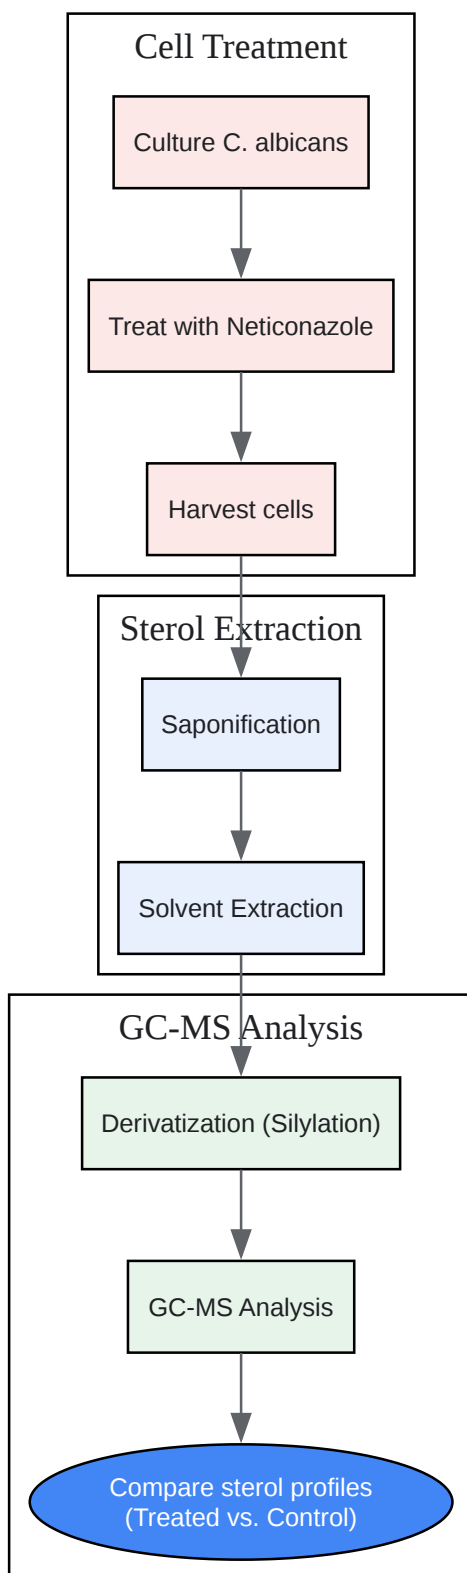 Cell Treatment
Culture C. albicans
Treat with Neticonazole
Harvest cells
Sterol Extraction
Saponification
Solvent Extraction
GC-MS Analysis
Derivatization (Silylation)
GC-MS Analysis
Compare sterol profiles
(Treated vs. Control)